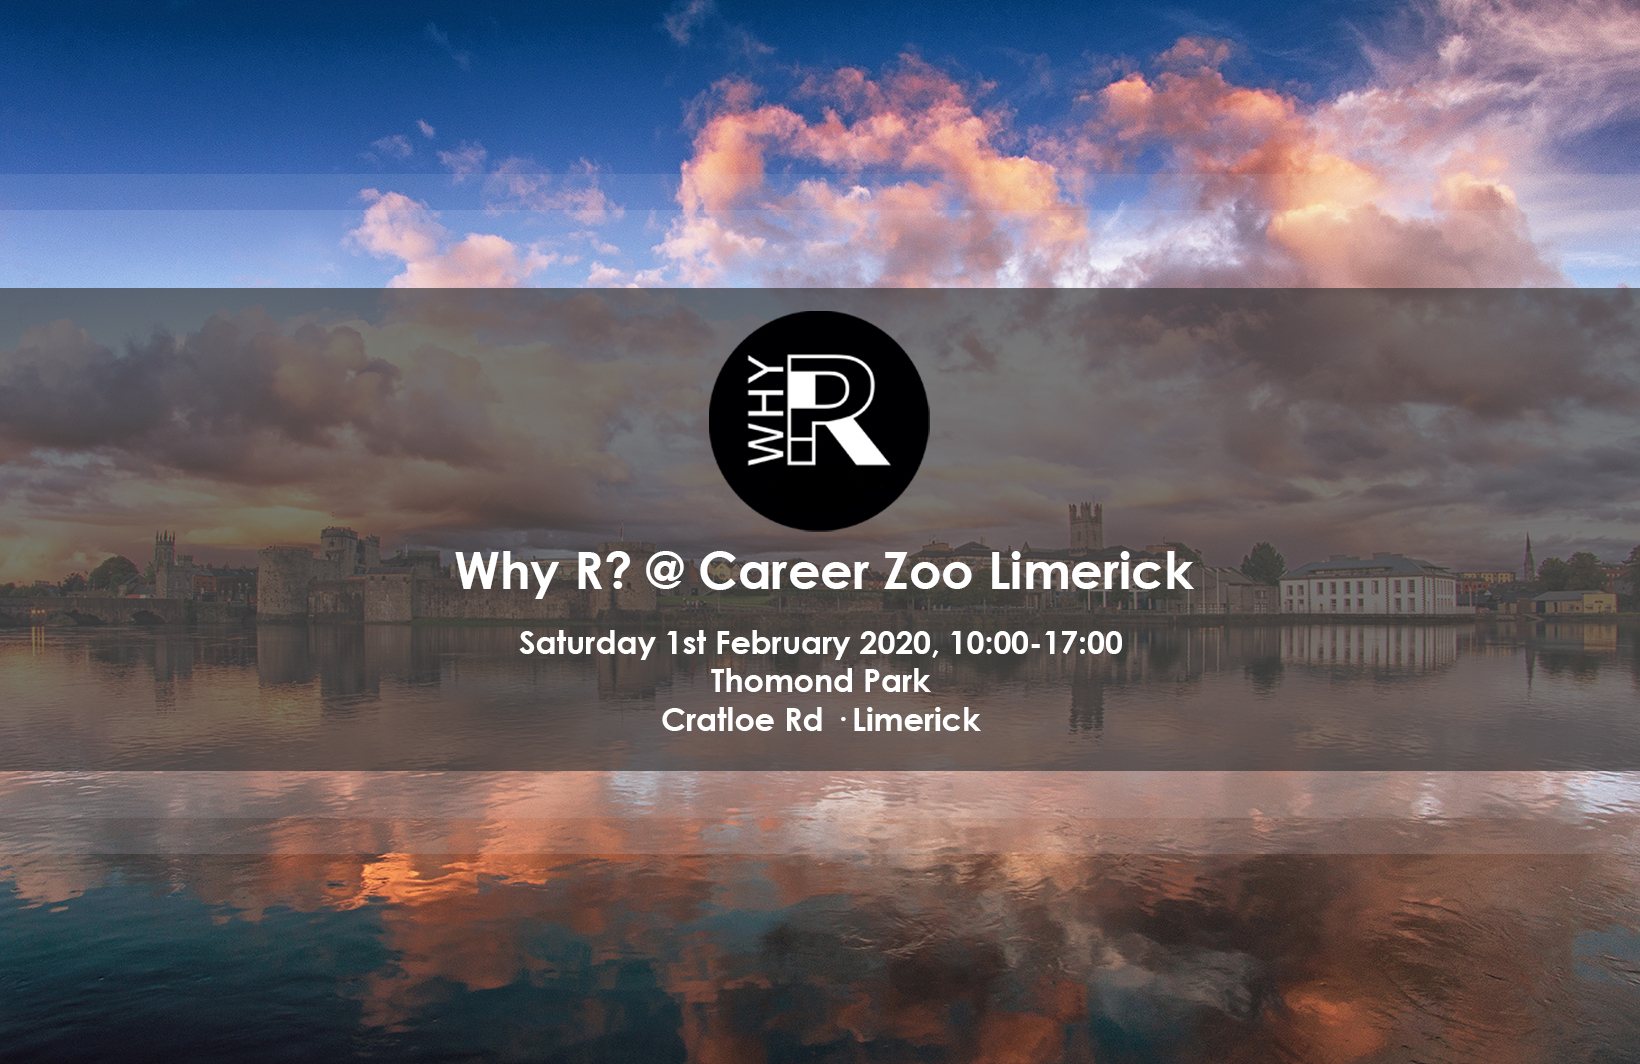 WHY R
Why R? @ Career Zoo Limerick
Saturday 1st February 2020, 10:00-17:00
Thomond Park
Cratloe Rd · Limerick